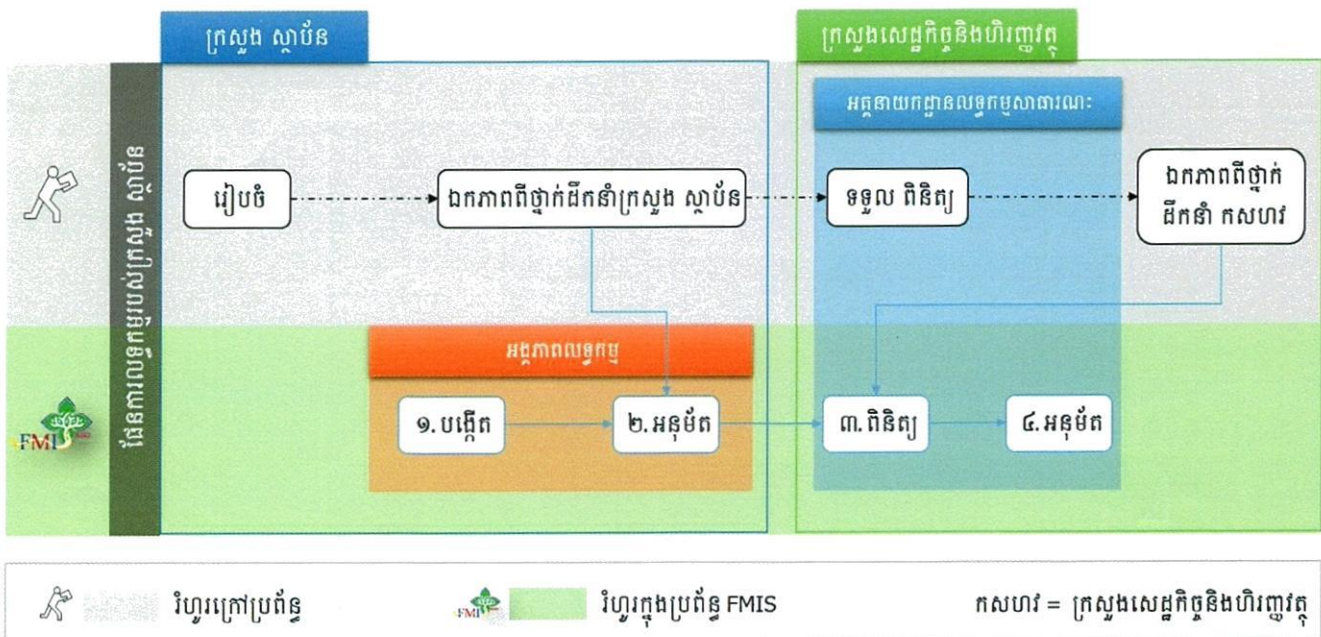 ក្រសួង ស្ថាប័ន
ក្រសួងសេដ្ឋកិច្ចនិងហិរញ្ញវត្ថុ
អគ្គនាយកដ្ឋានលទ្ធកម្មសាធារណៈ
ផែនការលទ្ធកម្មរបស់ក្រសួង ស្ថាប័ន
រៀបចំ
ឯកភាពពីថ្នាក់ដឹកនាំក្រសួង ស្ថាប័ន
ទទួល ពិនិត្យ
ឯកភាពពីថ្នាក់
ដឹកនាំ កសហវ
អង្គភាពលទ្ធកម្ម
១. បង្កើត
២. អនុម័ត
៣. ពិនិត្យ
៤. អនុម័ត
FMIS
រំហូរក្រៅប្រព័ន្ធ
FMIS
រំហូរក្នុងប្រព័ន្ធ FMIS
កសហវ = ក្រសួងសេដ្ឋកិច្ចនិងហិរញ្ញវត្ថុ